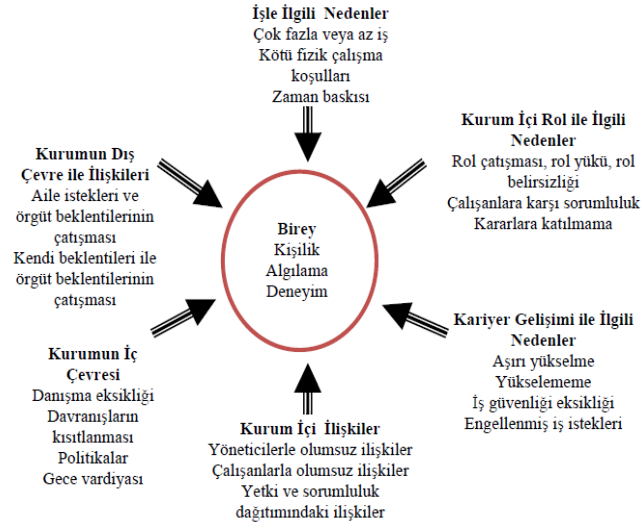 İşle İlgili  Nedenler
Çok fazla veya az iş
Kötü fizik çalışma
koşulları
Zaman baskısı
Kurum İçi Rol ile İlgili
Nedenler
Rol çatışması, rol yükü, rol
belirsizliği
Çalışanlara karşı sorumluluk
Kararlara katılmama
Kurumun Dış
Çevre ile İlişkileri
Aile istekleri ve
örgüt beklentilerinin
çatışması
Kendi beklentileri ile
örgüt beklentilerinin
çatışması
Birey
Kişilik
Algılama
Deneyim
Kariyer Gelişimi ile İlgili
Nedenler
Aşırı yükselme
Yükselememe
İş güvenliği eksikliği
Engellenmiş iş istekleri
Kurumun İç
Çevresi
Danışma eksikliği
Davranışların
kısıtlanması
Politikalar
Gece vardiyası
Kurum İçi  İlişkiler
Yöneticilerle olumsuz ilişkiler
Çalışanlarla olumsuz ilişkiler
Yetki ve sorumluluk
dağıtımındaki ilişkiler